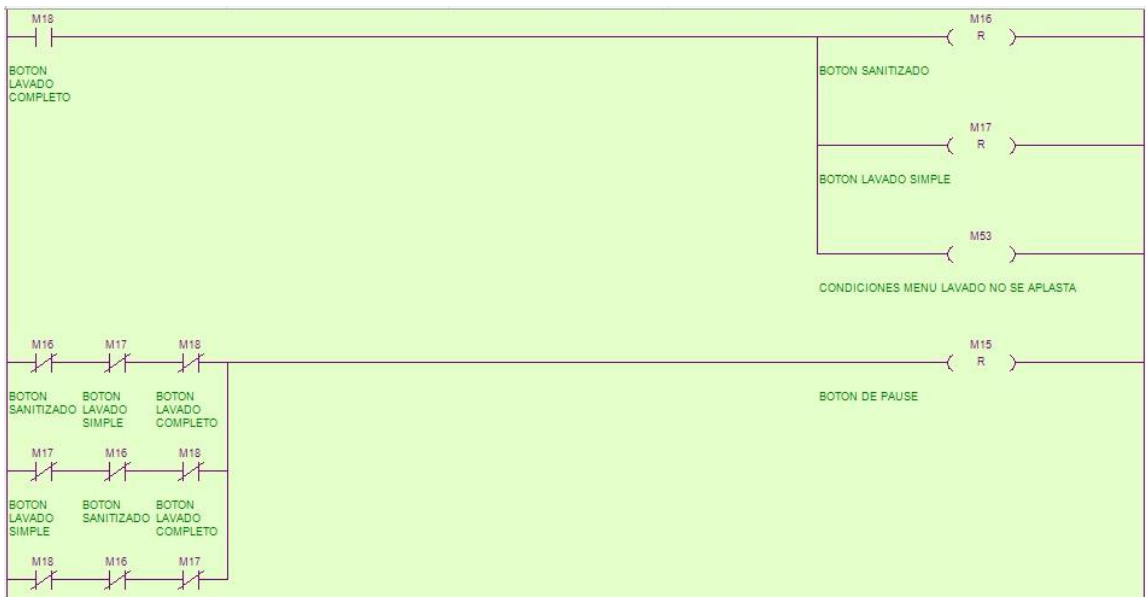 M18
M16
R
BOTON
LAVADO
COMPLETO
BOTON SANITIZADO
M17
R
BOTON LAVADO SIMPLE
M53
CONDICIONES MENU LAVADO NO SE APLASTA
M16 M17 M18
M15
R
BOTON BOTON BOTON
SANITIZADO LAVADO LAVADO
SIMPLE COMPLETO
BOTON DE PAUSE
M17 M16 M18
BOTON BOTON BOTON
LAVADO SANITIZADO LAVADO
SIMPLE COMPLETO
M18 M16 M17